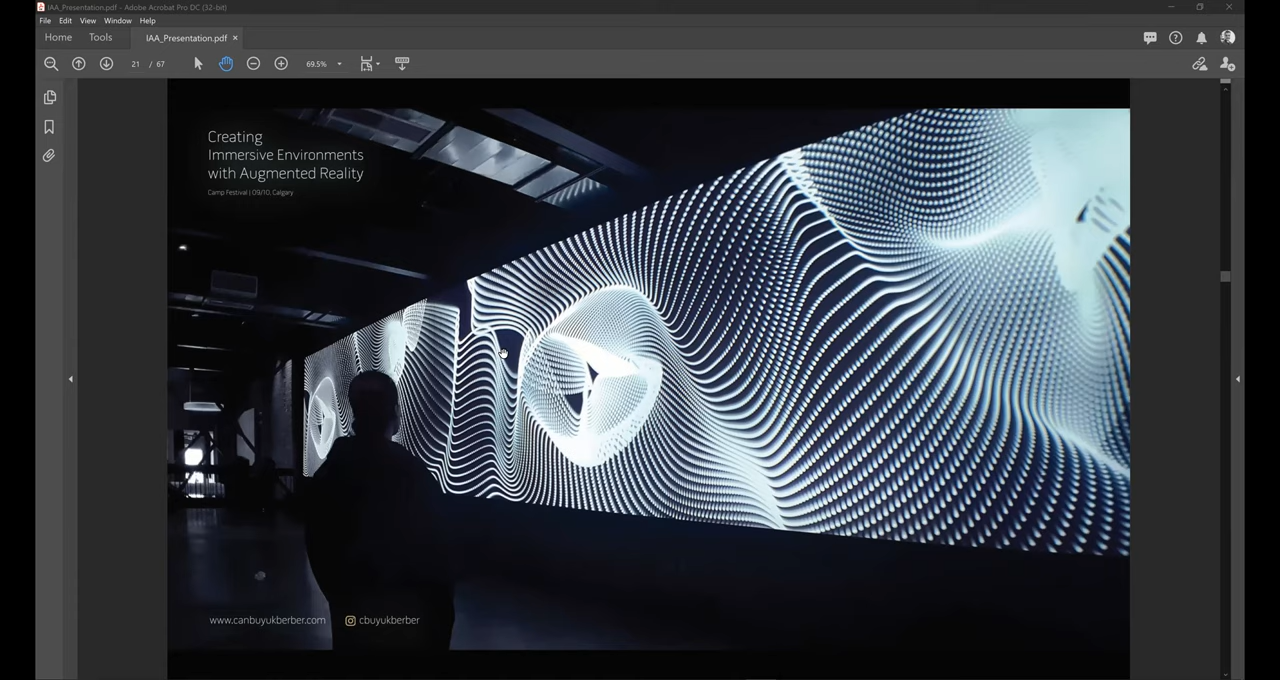 IAA_Presentation.pdf - Adobe Acrobat Pro DC (32-bit)
File Edit View Window Help
Home Tools IAA_Presentation.pdf ×
21 / 67 69.5%
Creating
Immersive Environments
with Augmented Reality
Camp Festival | 09/10, Calgary
www.canbuyukberber.com cbuyukberber